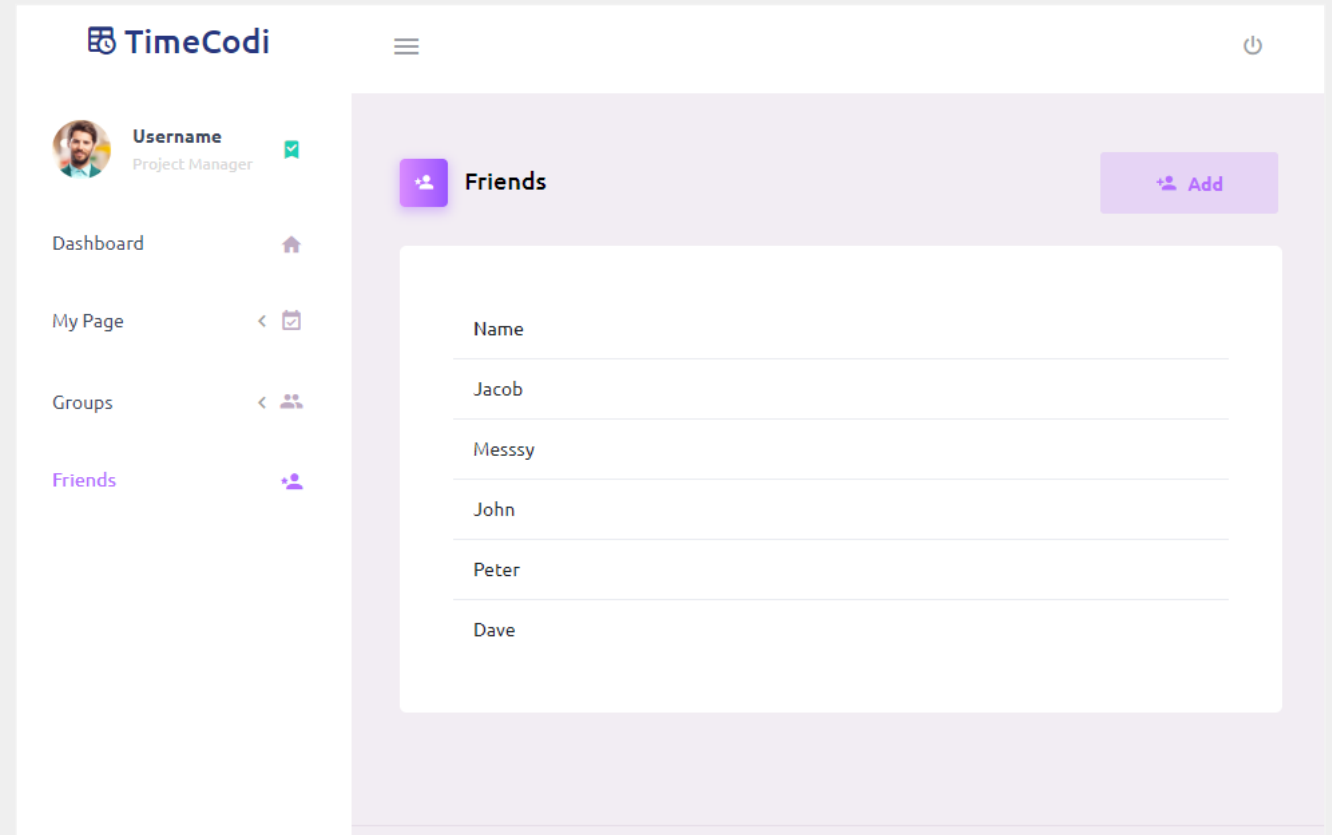 TimeCodi
Username
Project Manager
Dashboard
My Page
Groups
Friends
Friends
Add
Name
Jacob
Messsy
John
Peter
Dave